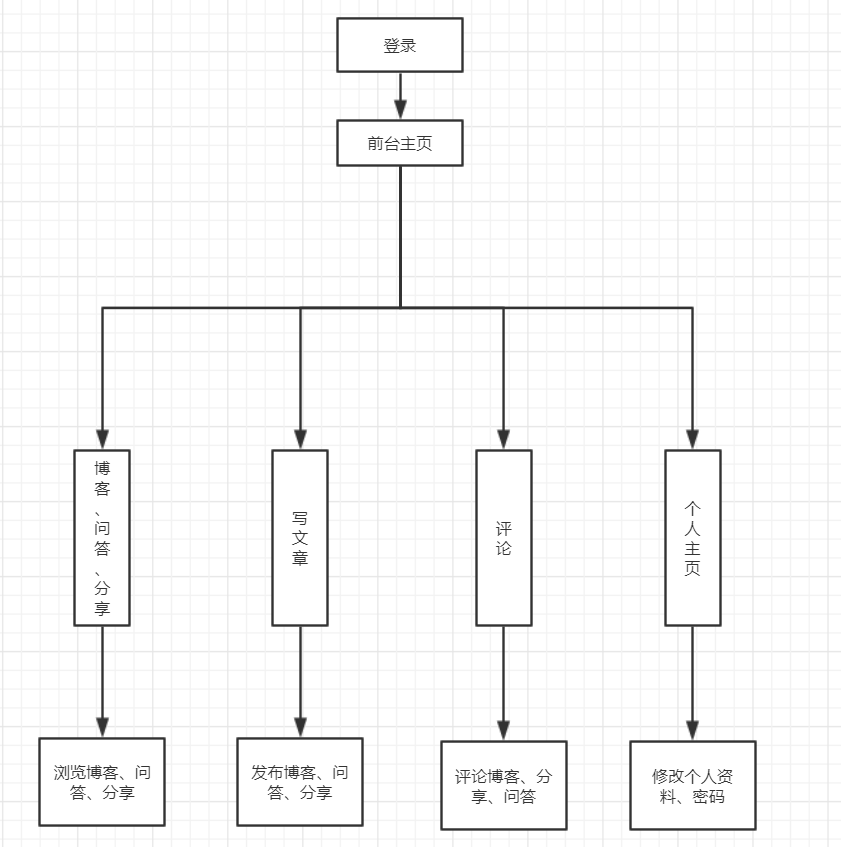 登录
前台主页
博
客
、
问
答
、
分
享
写
文
章
评
论
个
人
主
页
浏览博客、问
答、分享
发布博客、问
答、分享
评论博客、分
享、问答
修改个人资
料、密码